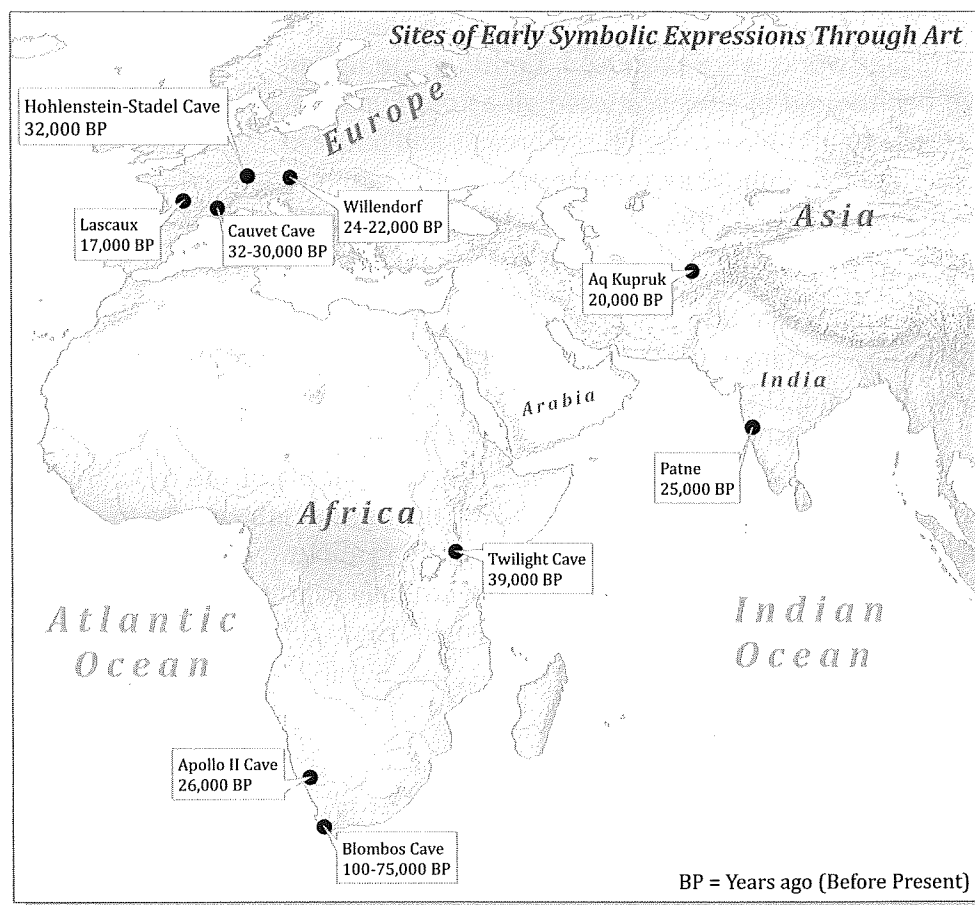 Sites of Early Symbolic Expressions Through Art
Hohlenstein-Stadel Cave
32,000 BP
Europe
Lascaux
17,000 BP
Cauvet Cave
32-30,000 BP
Willendorf
24-22,000 BP
Asia
Aq Kupruk
20,000 BP
India
Arabia
Patne
25,000 BP
Africa
Twilight Cave
39,000 BP
Atlantic
Ocean
Indian
Ocean
Apollo II Cave
26,000 BP
Blombos Cave
100-75,000 BP
BP = Years ago (Before Present)